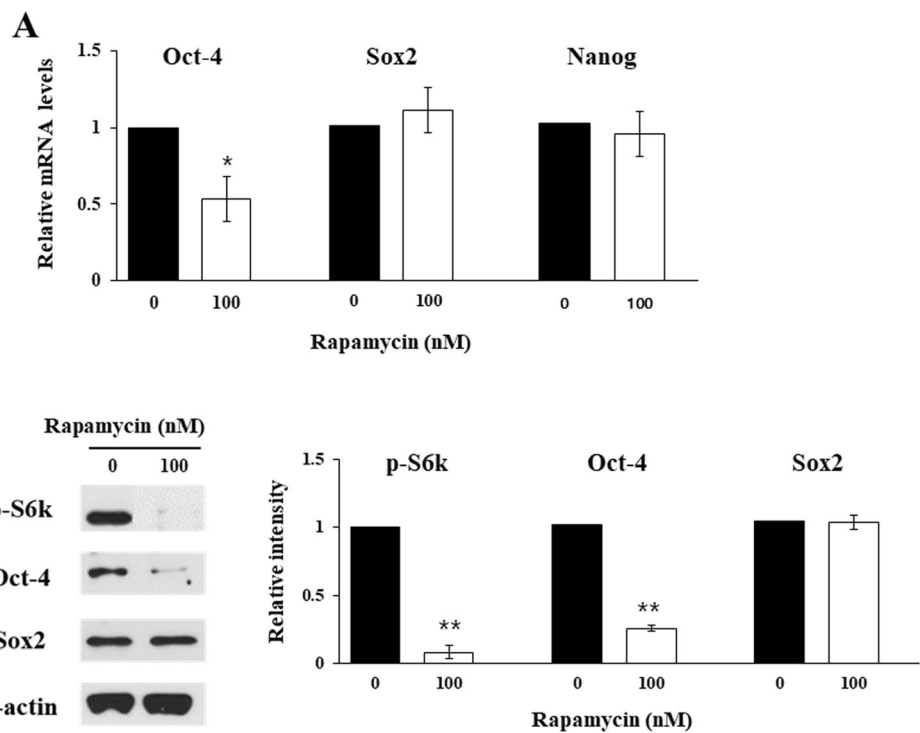 A
Oct-4 Sox2 Nanog
Relative mRNA levels
1.5
1
0.5
0
*
0 100 0 100 0 100
Rapamycin (nM)
Rapamycin (nM)
0 100
-S6k
Oct-4
Sox2
-actin
p-S6k Oct-4 Sox2
Relative intensity
1.5
1
0.5
0
** **
0 100 0 100 0 100
Rapamycin (nM)